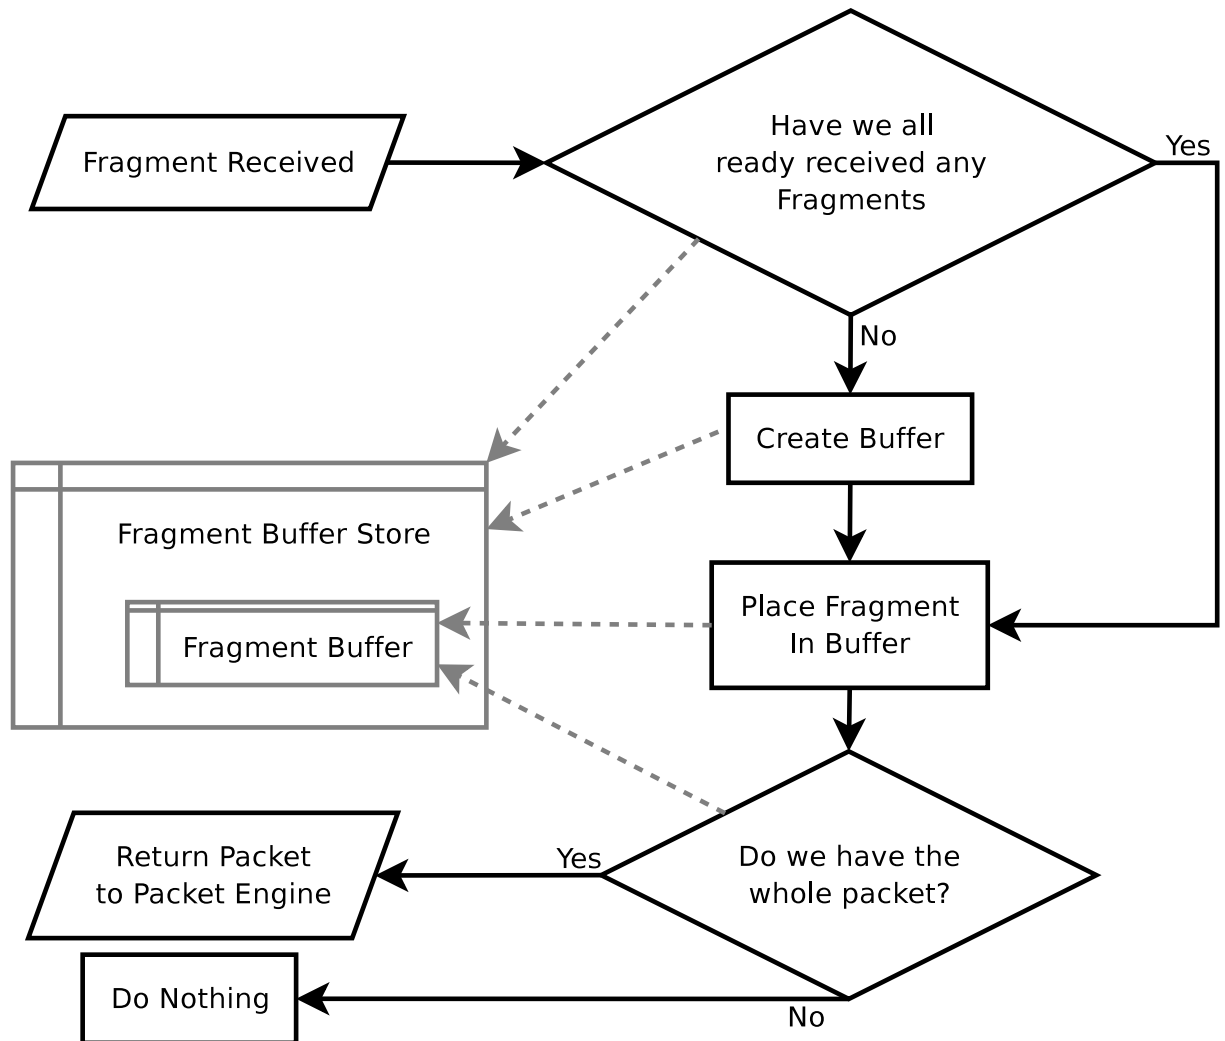 Fragment Received
Have we all
ready received any
Fragments
Yes
No
Create Buffer
Fragment Buffer Store
Place Fragment
In Buffer
Fragment Buffer
Do we have the
whole packet?
Yes
Return Packet
to Packet Engine
No
Do Nothing